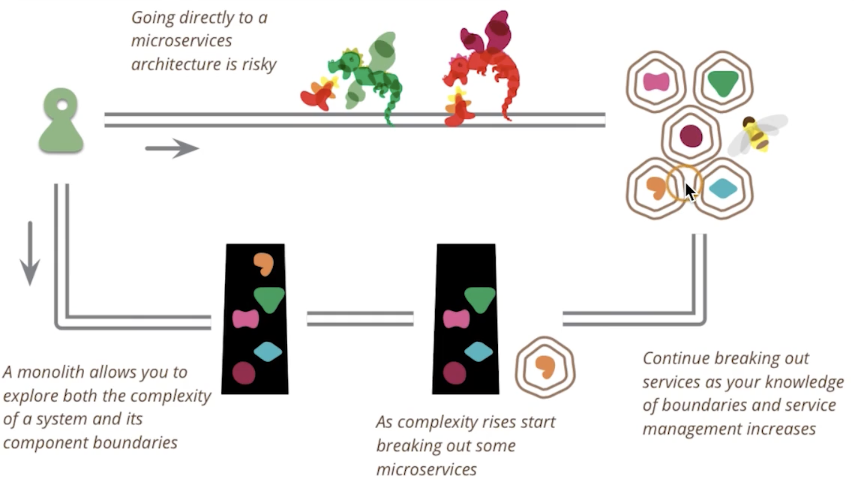 Going directly to a
microservices
architecture is risky
A monolith allows you to
explore both the complexity
of a system and its
component boundaries
As complexity rises start
breaking out some
microservices
Continue breaking out
services as your knowledge
of boundaries and service
management increases